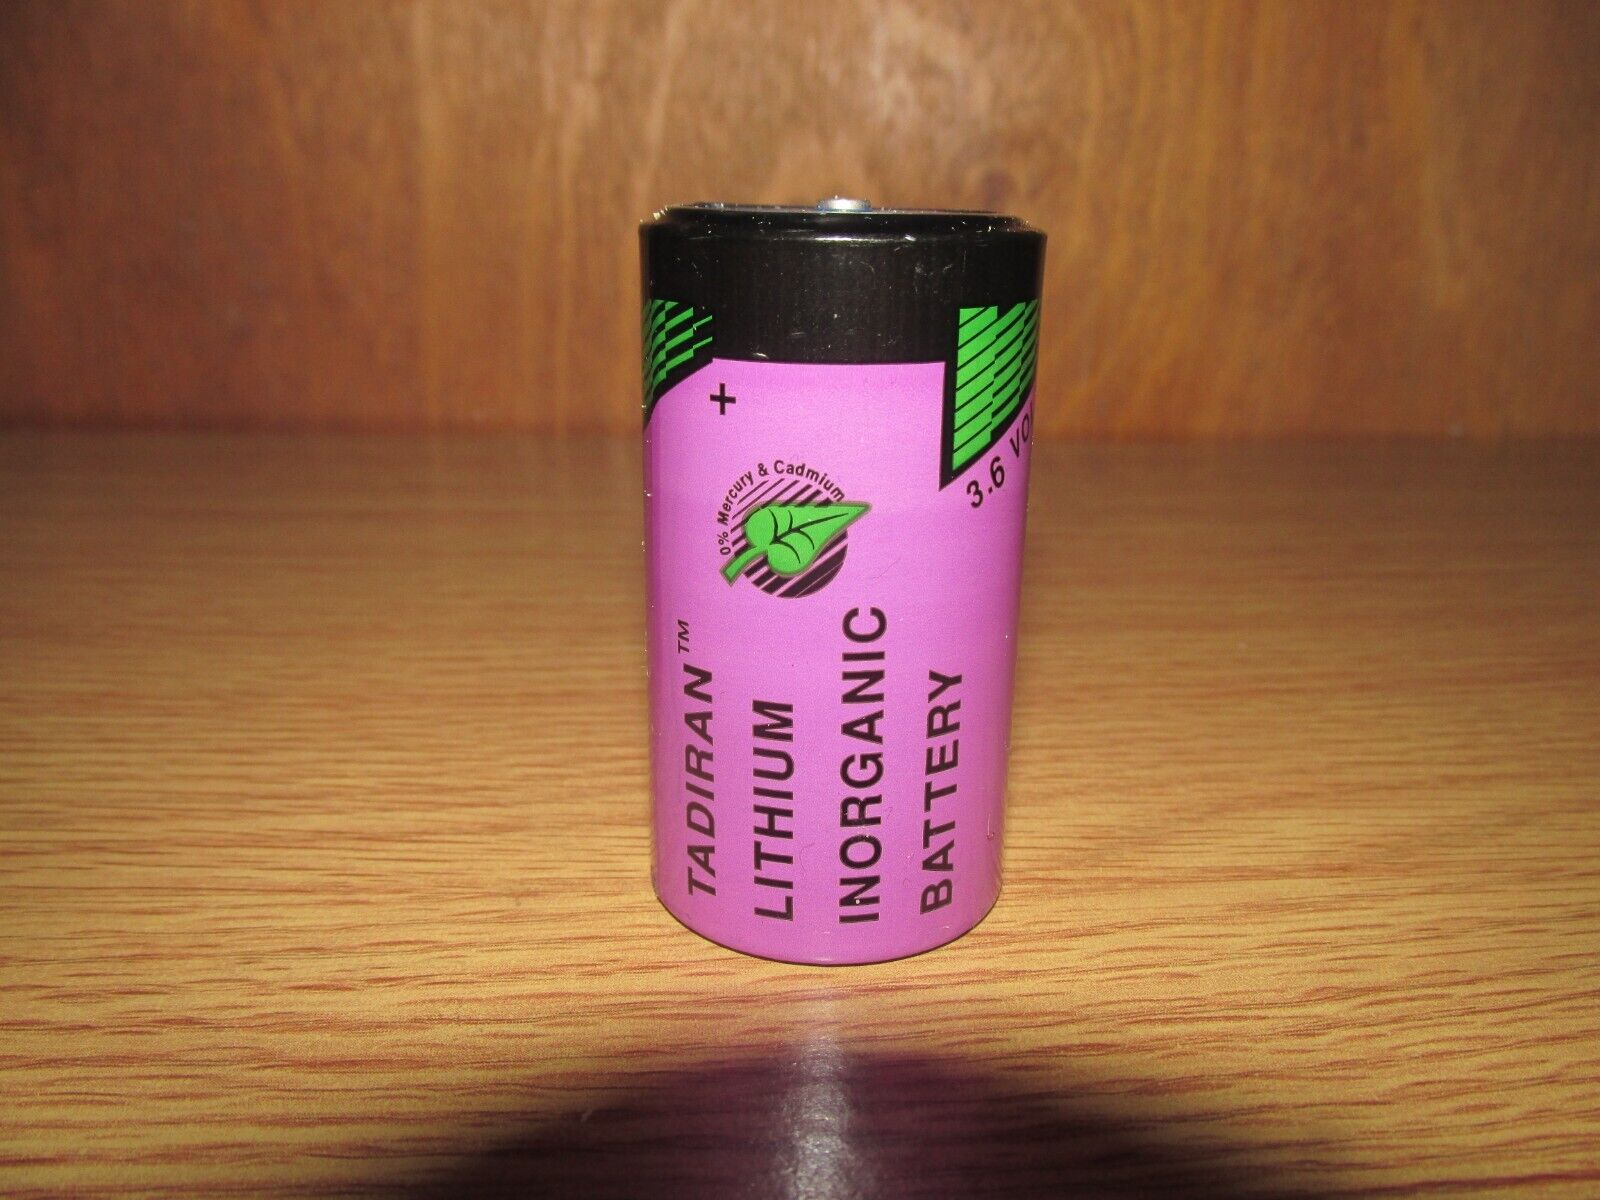 +
0% Mercury & Cadmium
3.6
TADIRAN™
LITHIUM
INORGANIC
BATTERY